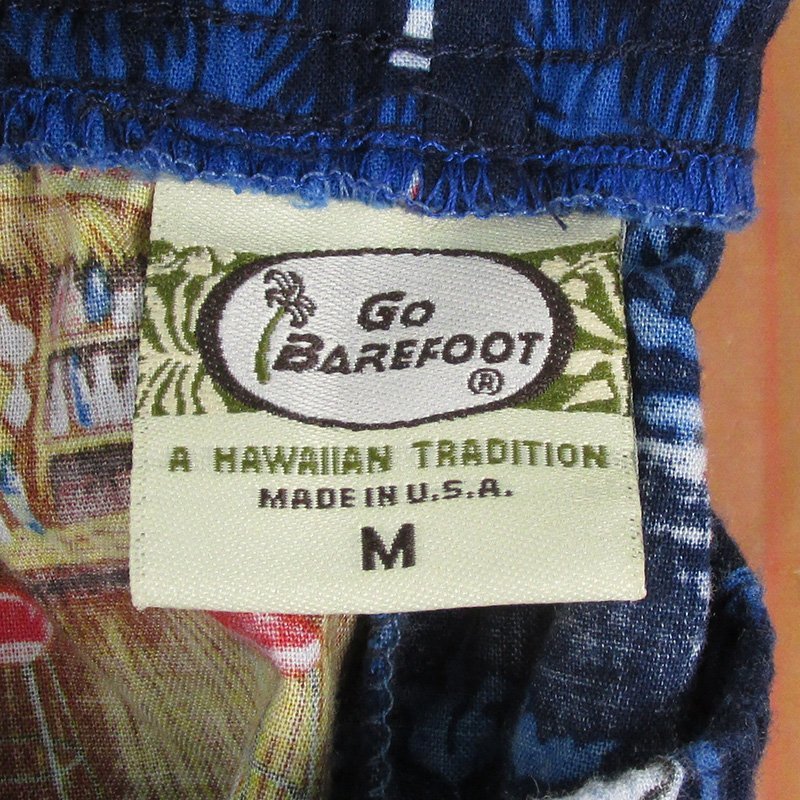 GO
BAREFOOT
®
A HAWAIIAN TRADITION
MADE IN U.S.A.
M